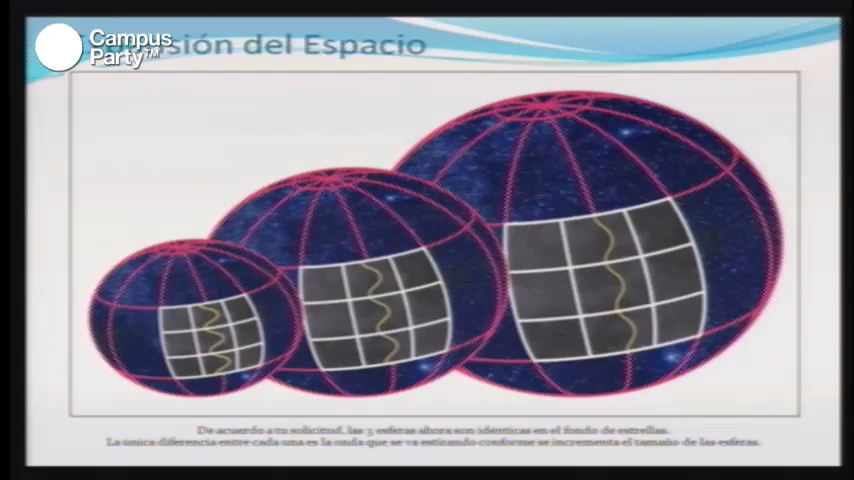 Campus
Party™
sión del Espacio
De acuerdo a tu solicitud, las 3 esferas ahora son idénticas en el fondo de estrellas.
La única diferencia entre cada una es la onda que se va estirando conforme se incrementa el tamaño de las esferas.